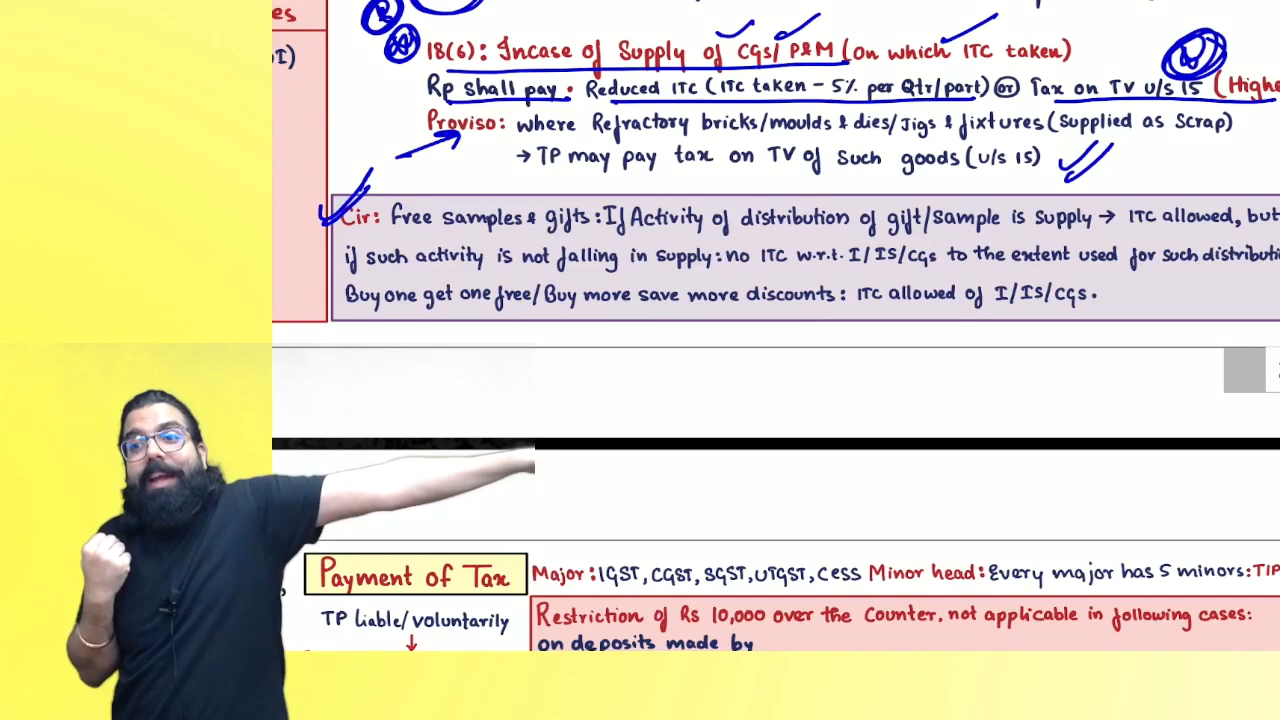 es
I)
18(6): Incase of Supply of CGs/ P&M (on which ITC taken)
Rp shall pay • Reduced ITC (ITC taken - 5% per Qtr/part) or Tax on TV u/s 15 (Highe
Proviso: where Refractory bricks/moulds & dies/Jigs & fixtures (Supplied as Scrap)
→ TP may pay tax on TV of Such goods (u/s 15)
Cir: Free samples & gifts: If Activity of distribution of gift/sample is supply → ITC allowed, but
if such activity is not falling in supply: no ITC w.r.t. I/IS/CGs to the extent used for such distributi
Buy one get one free/Buy more save more discounts: ITC allowed of I/IS/CGs.
Payment of Tax
Major: IGST, CGST, SGST, UTGST, Cess Minor head: Every major has 5 minors: TIP
TP liable/voluntarily
Restriction of Rs 10,000 over the Counter. not applicable in following cases:
on deposits made by